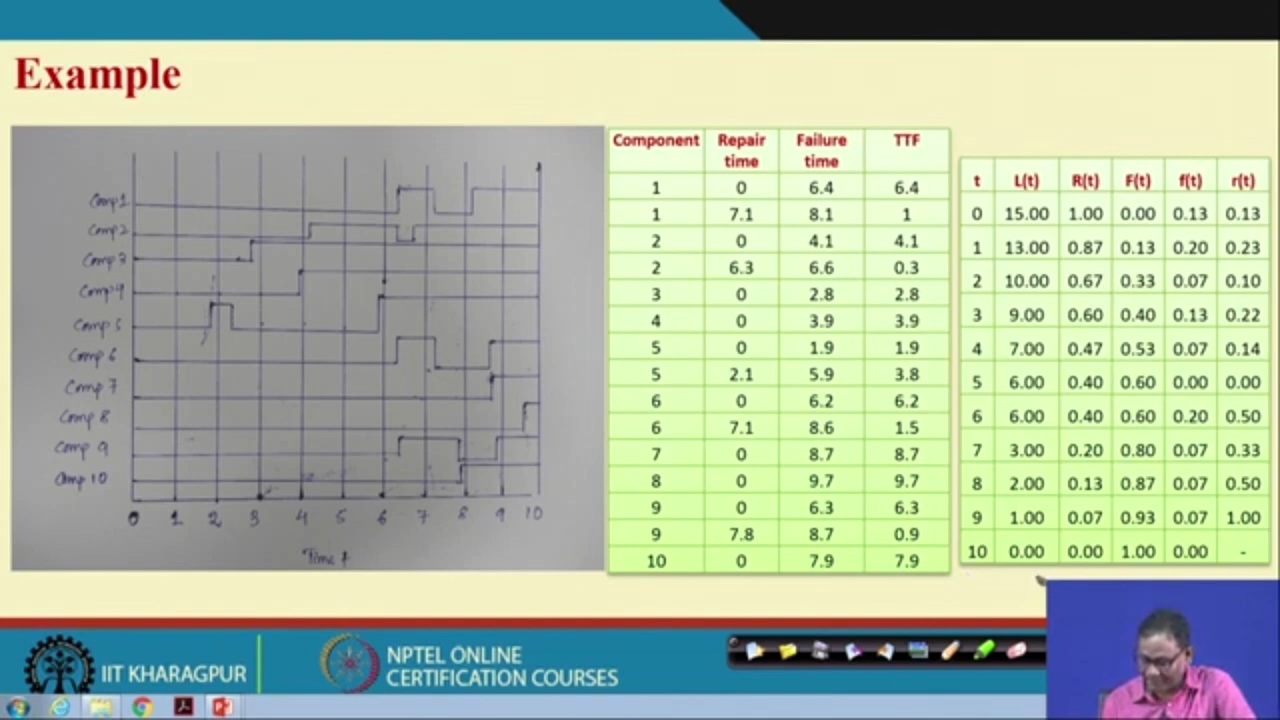 Example
Comp 1
Comp 2
Comp 3
Comp 4
Comp 5
Comp 6
Comp 7
Comp 8
Comp 9
Comp 10
0 1 2 3 4 5 6 7 8 9 10
Time t
Component Repair time Failure time TTF
1 0 6.4 6.4
1 7.1 8.1 1
2 0 4.1 4.1
2 6.3 6.6 0.3
3 0 2.8 2.8
4 0 3.9 3.9
5 0 1.9 1.9
5 2.1 5.9 3.8
6 0 6.2 6.2
6 7.1 8.6 1.5
7 0 8.7 8.7
8 0 9.7 9.7
9 0 6.3 6.3
9 7.8 8.7 0.9
10 0 7.9 7.9
t L(t) R(t) F(t) f(t) r(t)
0 15.00 1.00 0.00 0.13 0.13
1 13.00 0.87 0.13 0.20 0.23
2 10.00 0.67 0.33 0.07 0.10
3 9.00 0.60 0.40 0.13 0.22
4 7.00 0.47 0.53 0.07 0.14
5 6.00 0.40 0.60 0.00 0.00
6 6.00 0.40 0.60 0.20 0.50
7 3.00 0.20 0.80 0.07 0.33
8 2.00 0.13 0.87 0.07 0.50
9 1.00 0.07 0.93 0.07 1.00
10 0.00 0.00 1.00 0.00 -
IIT KHARAGPUR
NPTEL ONLINE
CERTIFICATION COURSES